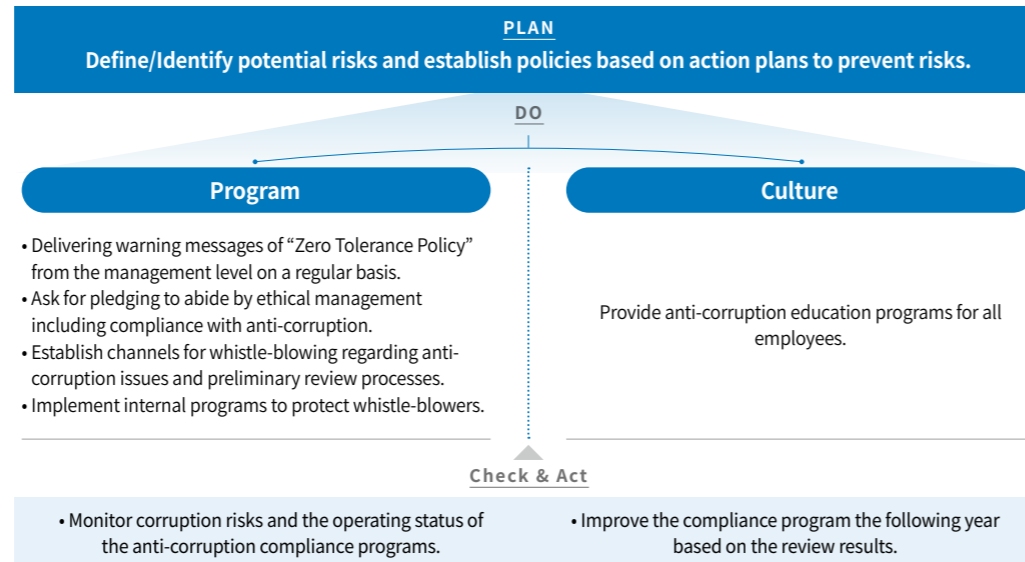 PLAN
Define/Identify potential risks and establish policies based on action plans to prevent risks.
DO
Program
• Delivering warning messages of “Zero Tolerance Policy”
from the management level on a regular basis.
• Ask for pledging to abide by ethical management
including compliance with anti-corruption.
• Establish channels for whistle-blowing regarding anti-
corruption issues and preliminary review processes.
• Implement internal programs to protect whistle-blowers.
Culture
Provide anti-corruption education programs for all
employees.
Check & Act
• Monitor corruption risks and the operating status of
the anti-corruption compliance programs.
• Improve the compliance program the following year
based on the review results.